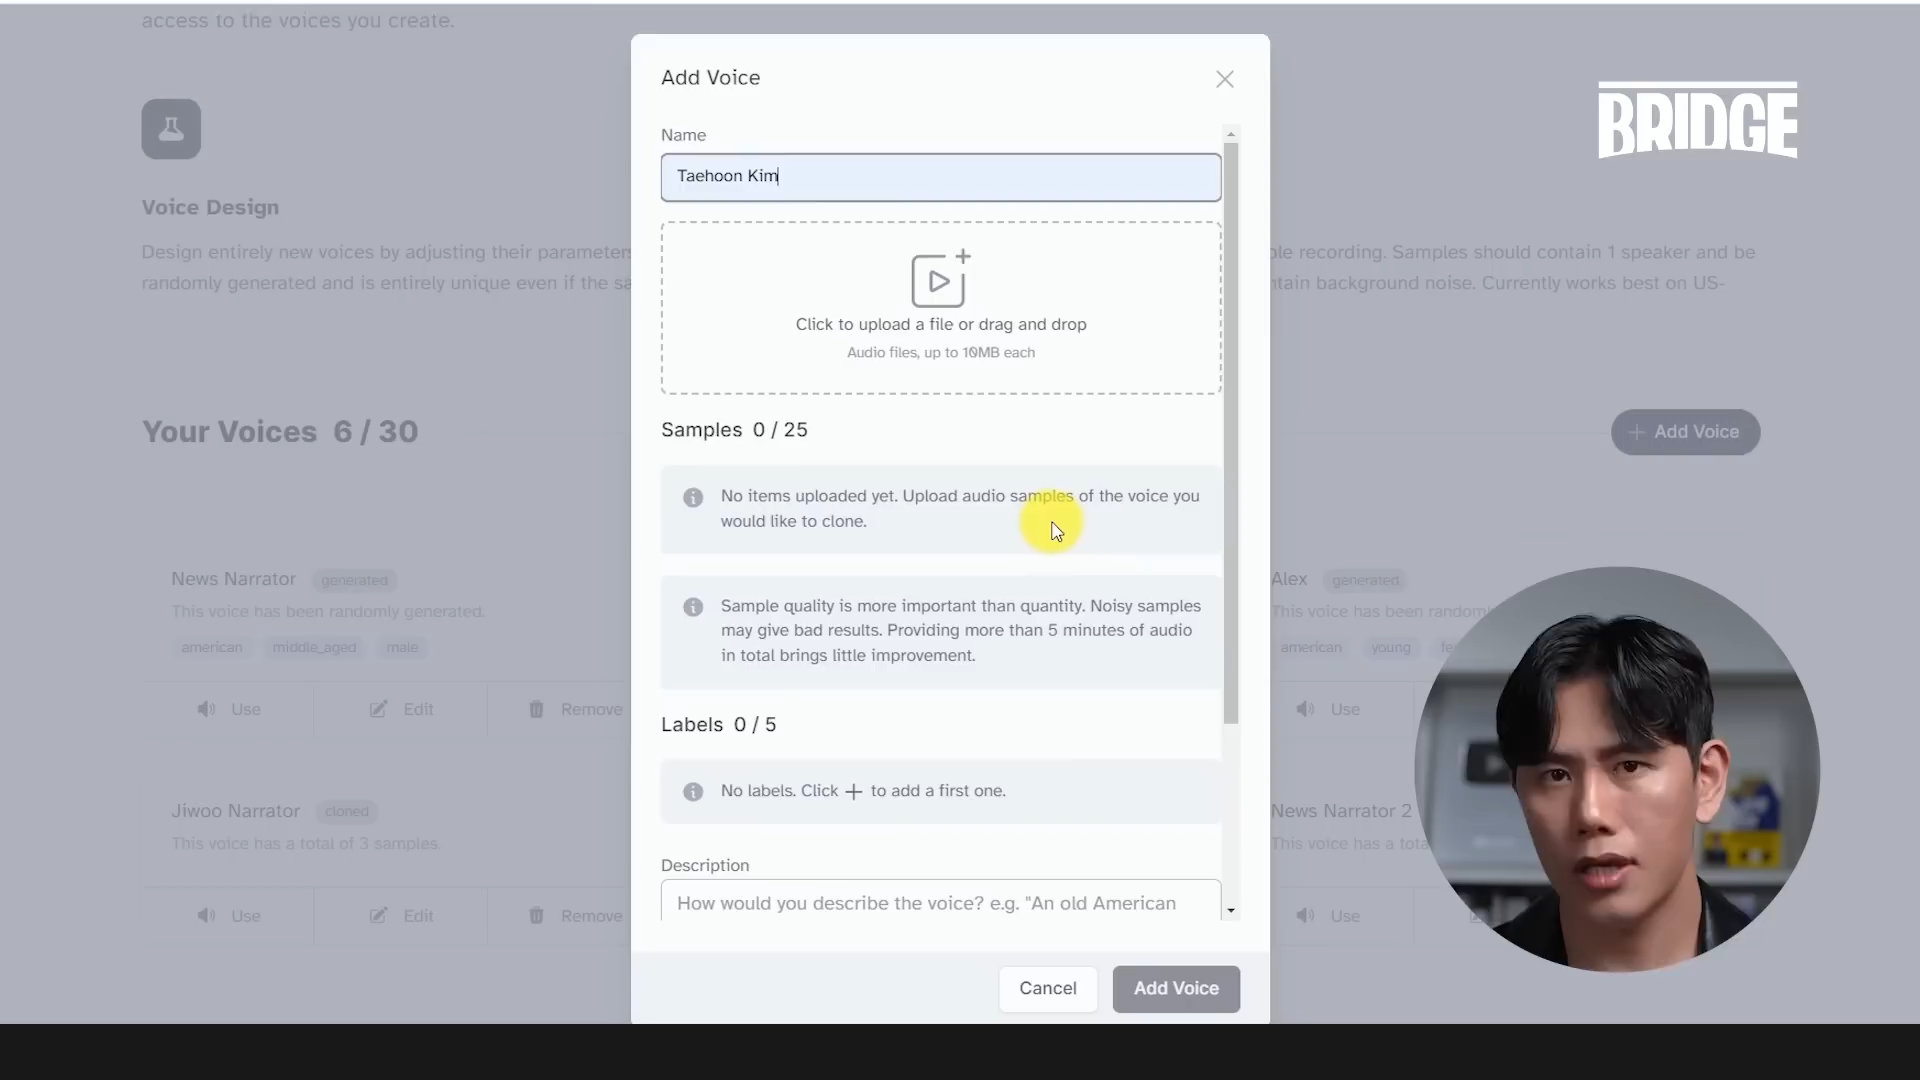 access to the voices you create.
Add Voice
BRIDGE
Name
Taehoon Kim
Voice Design
Design entirely new voices by adjusting their parameters
ple recording. Samples should contain 1 speaker and be
randomly generated and is entirely unique even if the sa
ntain background noise. Currently works best on US-
Click to upload a file or drag and drop
Audio files, up to 10MB each
Your Voices 6 / 30
Samples 0 / 25
+ Add Voice
No items uploaded yet. Upload audio samples of the voice you
would like to clone.
News Narrator generated
This voice has been randomly generated.
american middle_aged male
Use Edit Remove
Alex generated
This voice has been randomly
american young fe
Use
Sample quality is more important than quantity. Noisy samples
may give bad results. Providing more than 5 minutes of audio
in total brings little improvement.
Labels 0 / 5
No labels. Click + to add a first one.
Jiwoo Narrator cloned
This voice has a total of 3 samples.
Use Edit Remove
News Narrator 2
This voice has a tota
Use
Description
How would you describe the voice? e.g. "An old American
Cancel
Add Voice